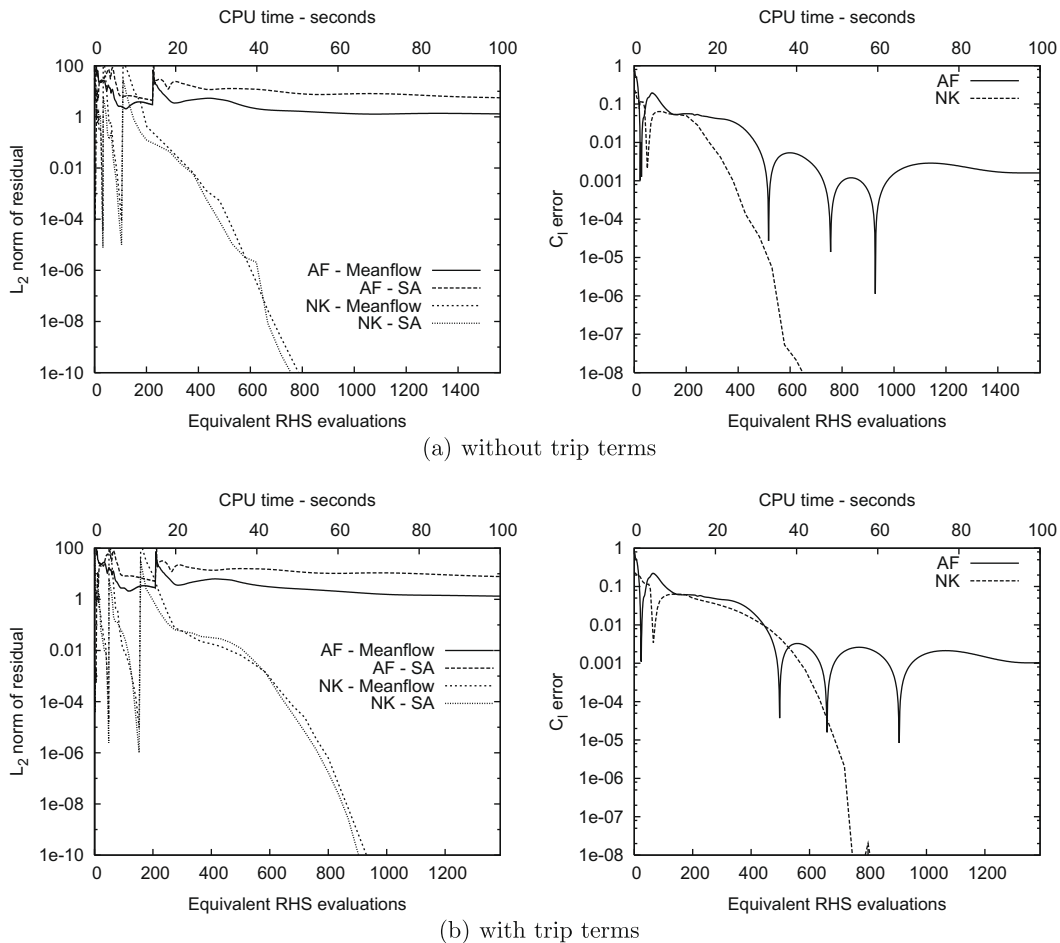 CPU time - seconds
0 20 40 60 80 100
100
1
0.01
1e-04
1e-06
1e-08
1e-10
L2 norm of residual
AF - Meanflow
AF - SA
NK - Meanflow
NK - SA
0 200 400 600 800 1000 1200 1400
Equivalent RHS evaluations
CPU time - seconds
0 20 40 60 80 100
1
0.1
0.01
0.001
1e-04
1e-05
1e-06
1e-07
1e-08
Cl error
AF
NK
0 200 400 600 800 1000 1200 1400
Equivalent RHS evaluations
(a) without trip terms
CPU time - seconds
0 20 40 60 80 100
100
1
0.01
1e-04
1e-06
1e-08
1e-10
L2 norm of residual
AF - Meanflow
AF - SA
NK - Meanflow
NK - SA
0 200 400 600 800 1000 1200
Equivalent RHS evaluations
CPU time - seconds
0 20 40 60 80 100
1
0.1
0.01
0.001
1e-04
1e-05
1e-06
1e-07
1e-08
Cl error
AF
NK
0 200 400 600 800 1000 1200
Equivalent RHS evaluations
(b) with trip terms